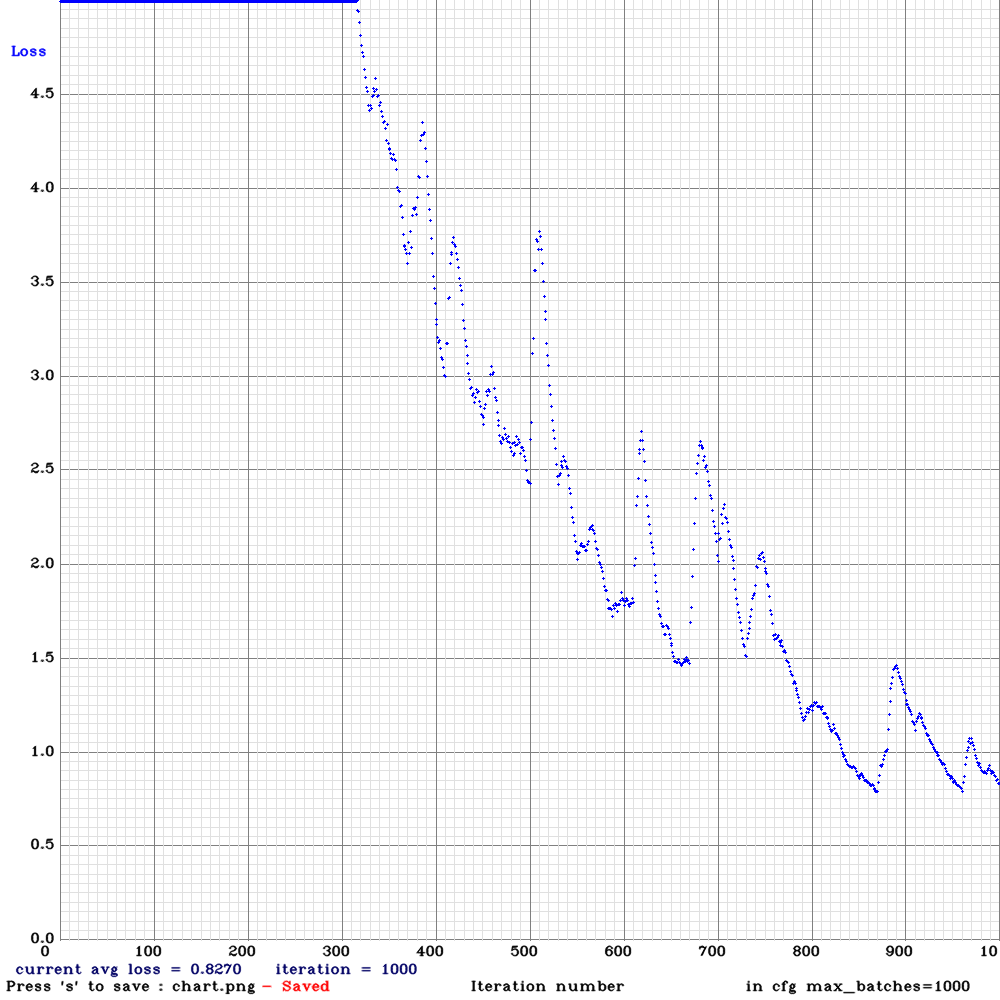 Loss
4.5
4.0
3.5
3.0
2.5
2.0
1.5
1.0
0.5
0.0
0 100 200 300 400 500 600 700 800 900 10
current avg loss = 0.8270 iteration = 1000
Press 's' to save : chart.png - Saved Iteration number in cfg max_batches=1000